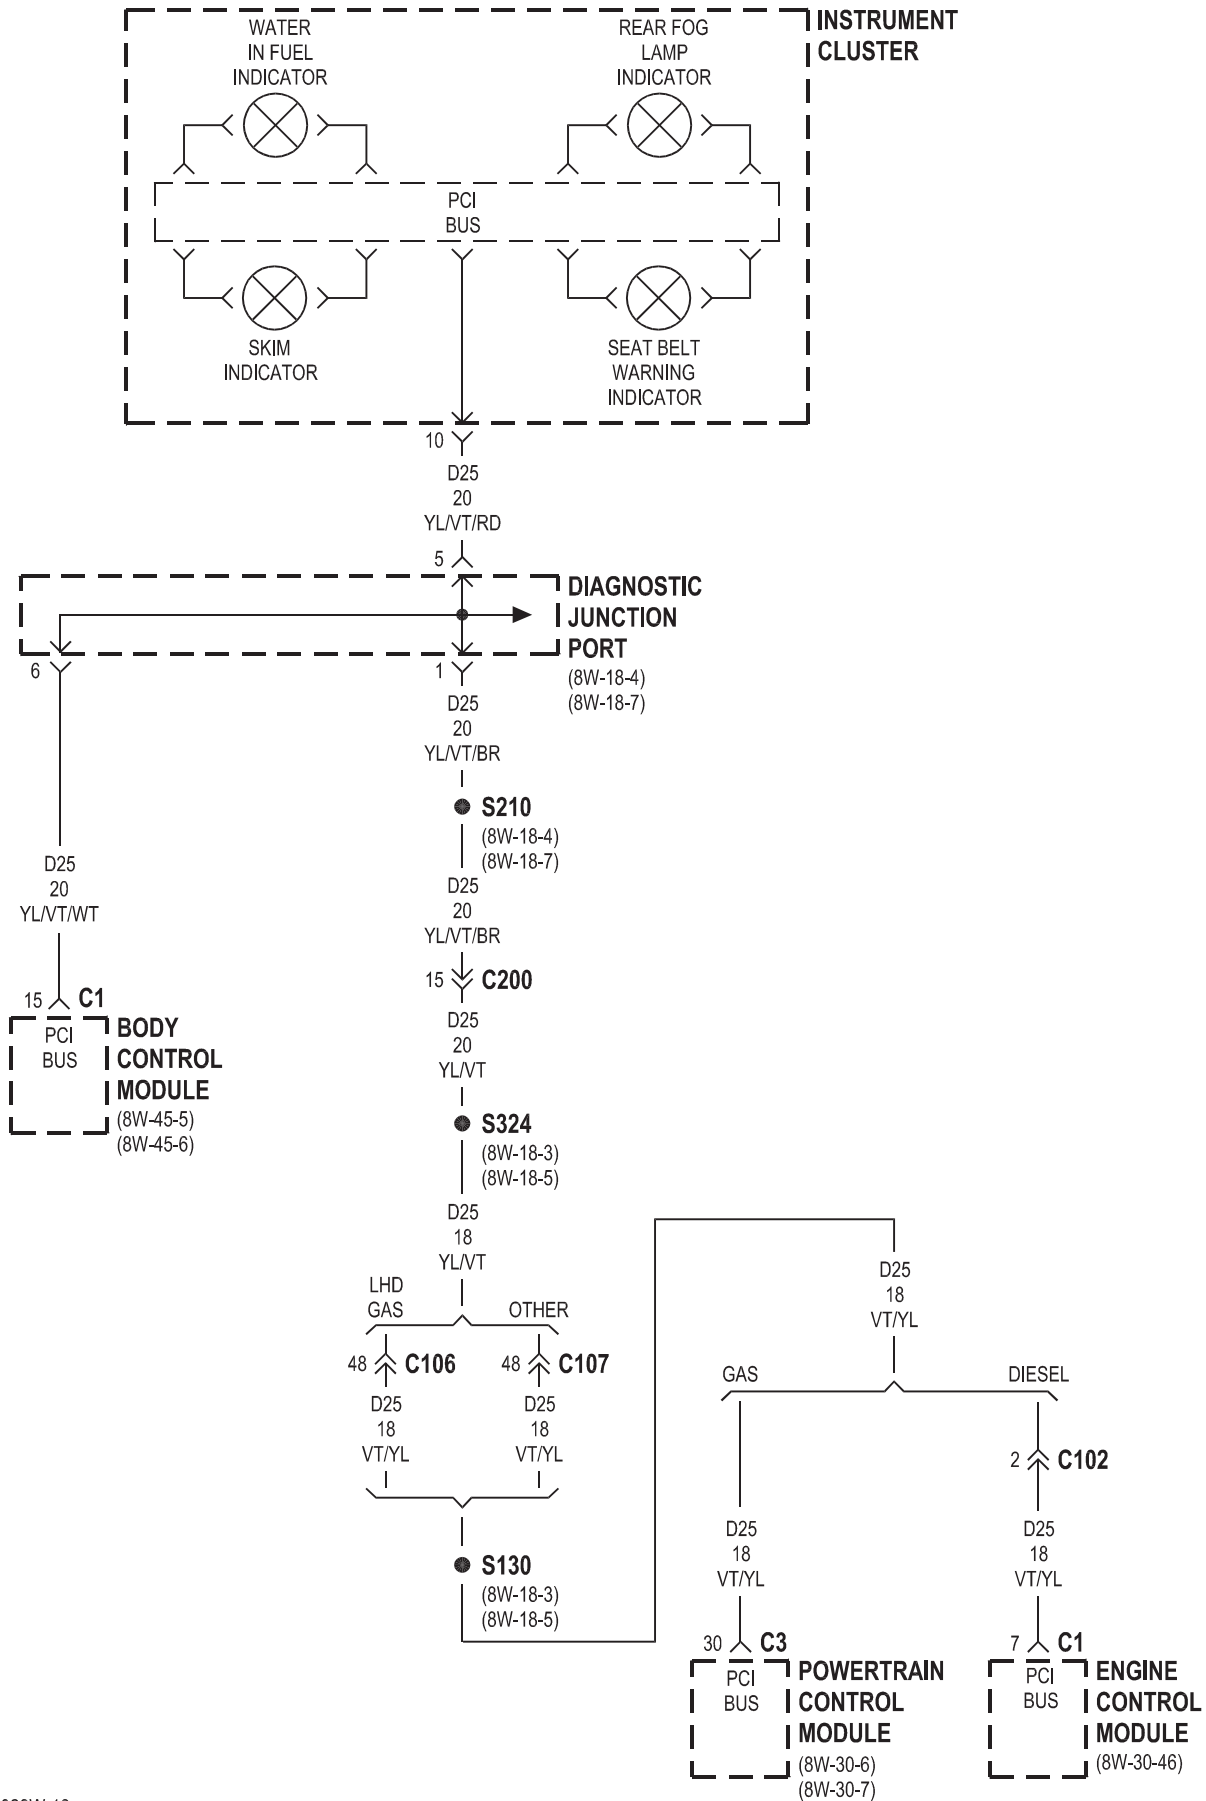 INSTRUMENT
CLUSTER
WATER
IN FUEL
INDICATOR
REAR FOG
LAMP
INDICATOR
PCI
BUS
SKIM
INDICATOR
SEAT BELT
WARNING
INDICATOR
10
D25
20
YL/VT/RD
5
DIAGNOSTIC
JUNCTION
PORT
(8W-18-4)
(8W-18-7)
6
1
D25
20
YL/VT/BR
S210
(8W-18-4)
(8W-18-7)
D25
20
YL/VT/WT
D25
20
YL/VT/BR
15 C200
15 C1
PCI
BUS
BODY
CONTROL
MODULE
(8W-45-5)
(8W-45-6)
D25
20
YL/VT
S324
(8W-18-3)
(8W-18-5)
D25
18
YL/VT
LHD
GAS
OTHER
48 C106
48 C107
D25
18
VT/YL
D25
18
VT/YL
S130
(8W-18-3)
(8W-18-5)
D25
18
VT/YL
GAS
DIESEL
2 C102
D25
18
VT/YL
D25
18
VT/YL
30 C3
7 C1
PCI
BUS
POWERTRAIN
CONTROL
MODULE
(8W-30-6)
(8W-30-7)
PCI
BUS
ENGINE
CONTROL
MODULE
(8W-30-46)